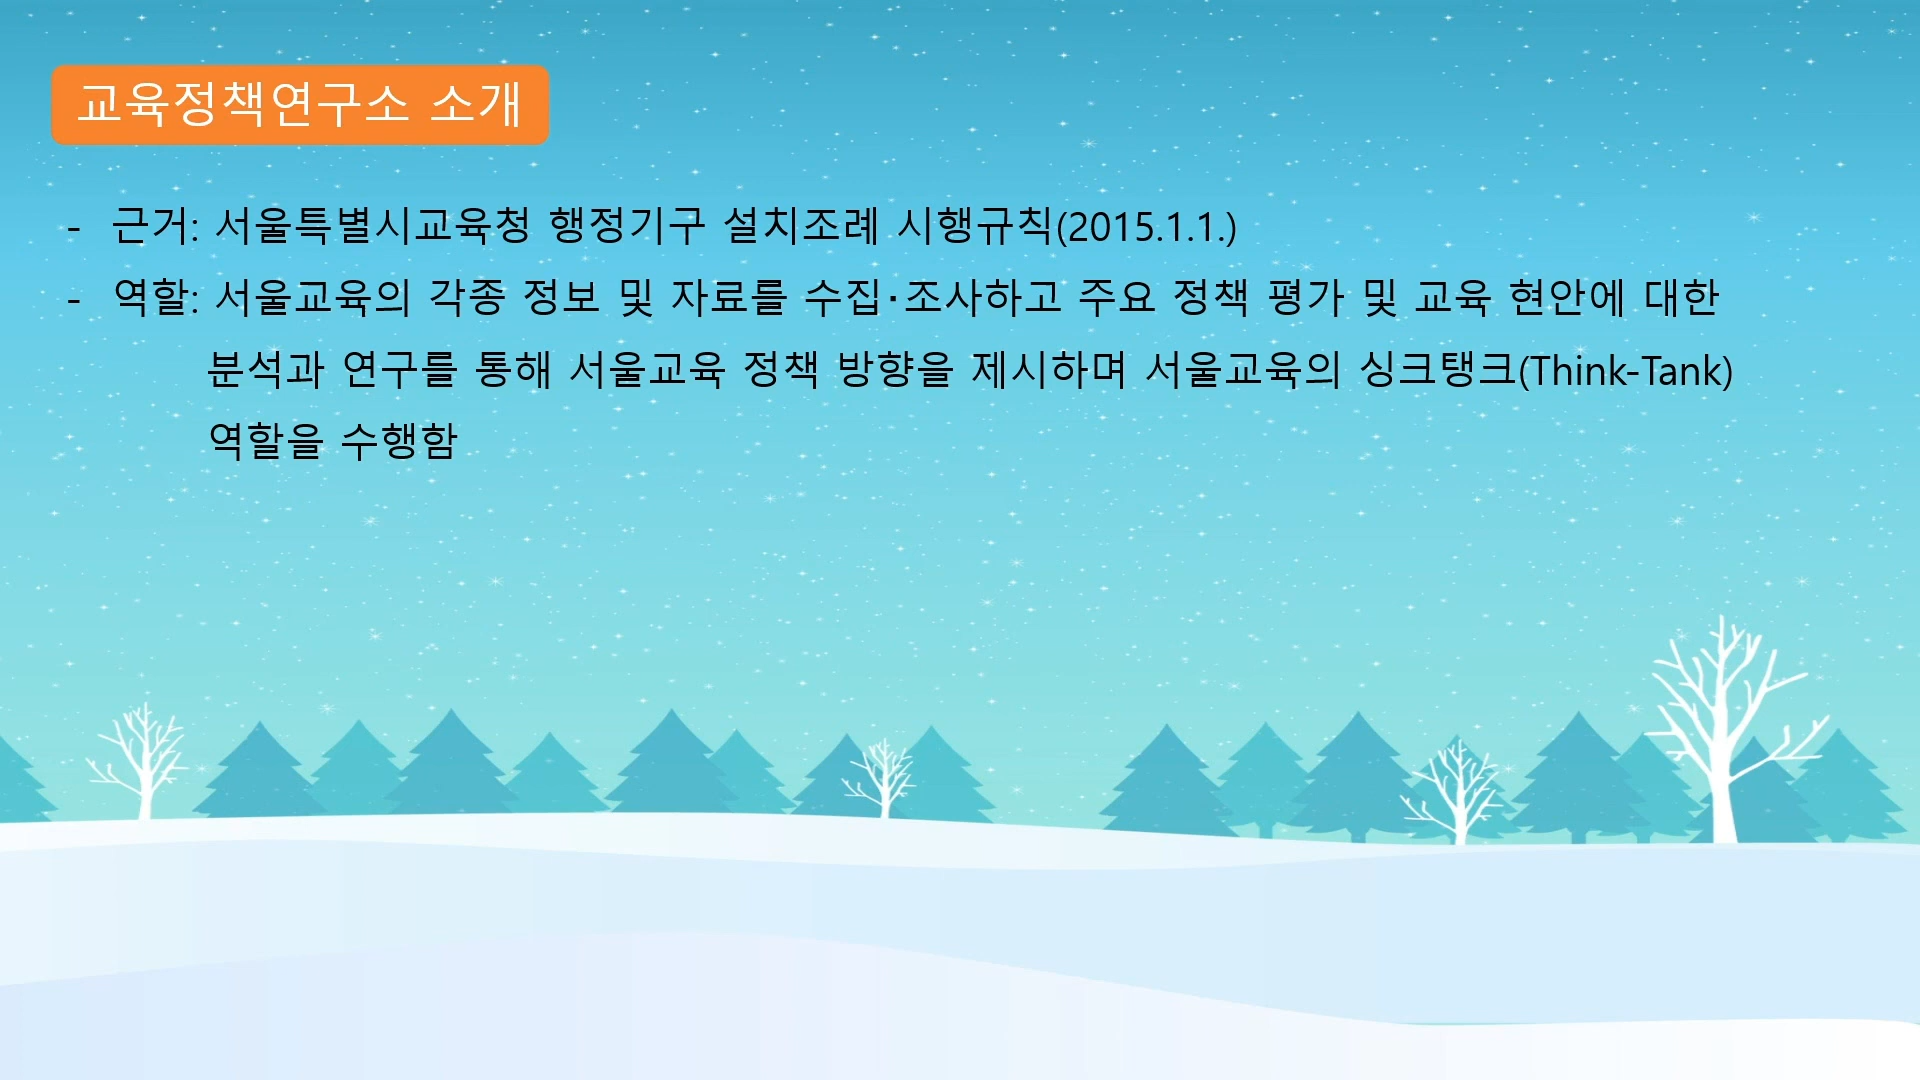 교육정책연구소 소개
- 근거: 서울특별시교육청 행정기구 설치조례 시행규칙(2015.1.1.)
- 역할: 서울교육의 각종 정보 및 자료를 수집·조사하고 주요 정책 평가 및 교육 현안에 대한
분석과 연구를 통해 서울교육 정책 방향을 제시하며 서울교육의 싱크탱크(Think-Tank)
역할을 수행함